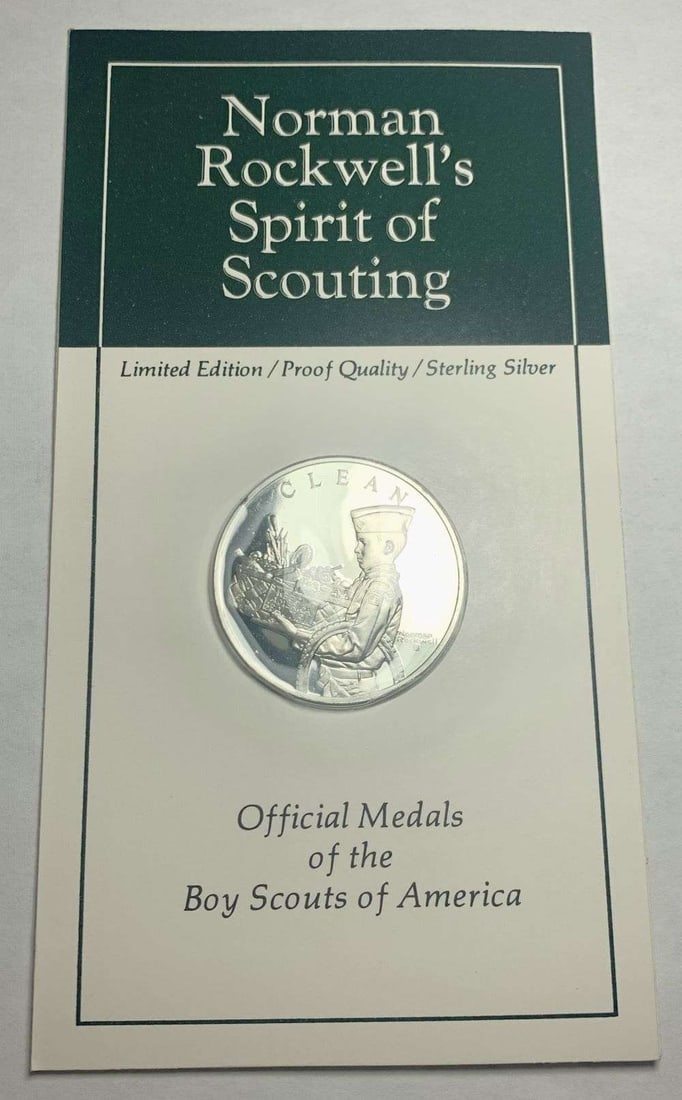 Norman
Rockwell's
Spirit of
Scouting
Limited Edition / Proof Quality / Sterling Silver
CLEAN
Norman
Rockwell
Official Medals
of the
Boy Scouts of America